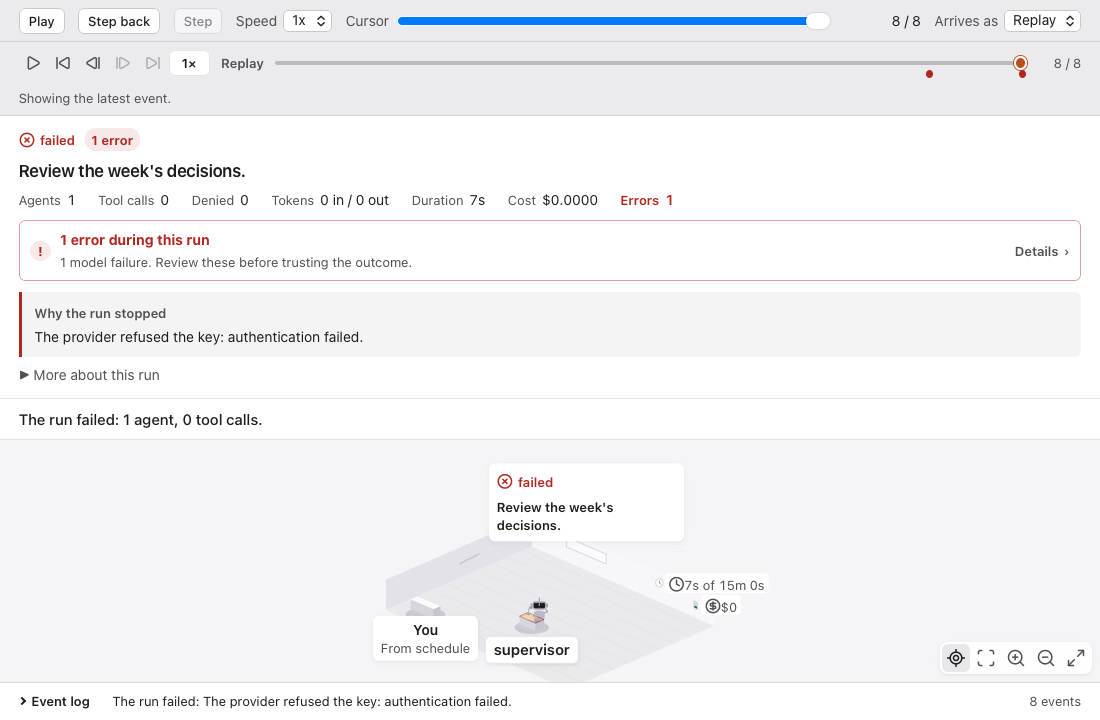 Play Step back Step Speed 1x Cursor 8 / 8 Arrives as Replay
1× Replay 8 / 8
Showing the latest event.
failed 1 error
Review the week's decisions.
Agents 1 Tool calls 0 Denied 0 Tokens 0 in / 0 out Duration 7s Cost $0.0000 Errors 1
! 1 error during this run
1 model failure. Review these before trusting the outcome.
Details ›
Why the run stopped
The provider refused the key: authentication failed.
More about this run
The run failed: 1 agent, 0 tool calls.
failed
Review the week's
decisions.
7s of 15m 0s
$0
You
From schedule
supervisor
Event log The run failed: The provider refused the key: authentication failed. 8 events